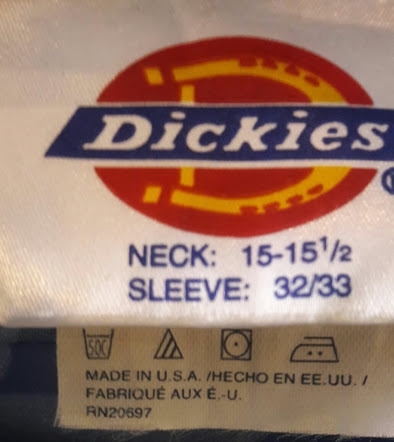 Dickies
®
NECK: 15-15½
SLEEVE: 32/33
50C
MADE IN U.S.A. /HECHO EN EE.UU. /
FABRIQUÉ AUX É.-U.
RN20697